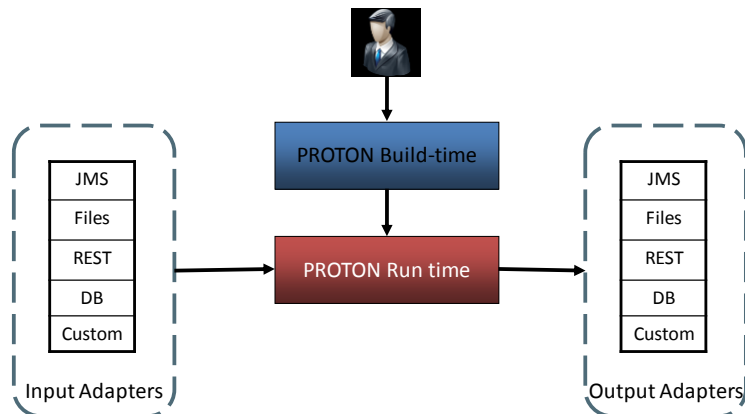 PROTON Build-time
JMS
Files
REST
DB
Custom
Input Adapters
PROTON Run time
JMS
Files
REST
DB
Custom
Output Adapters